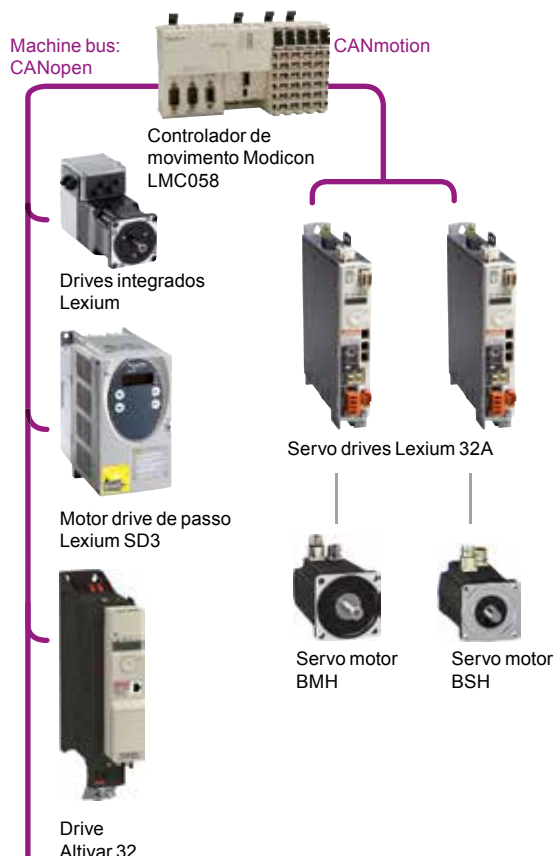 Machine bus:
CANopen
CANmotion
Controlador de
movimento Modicon
LMC058
Drives integrados
Lexium
Servo drives Lexium 32A
Motor drive de passo
Lexium SD3
Servo motor
BMH
Servo motor
BSH
Drive
Altivar 32